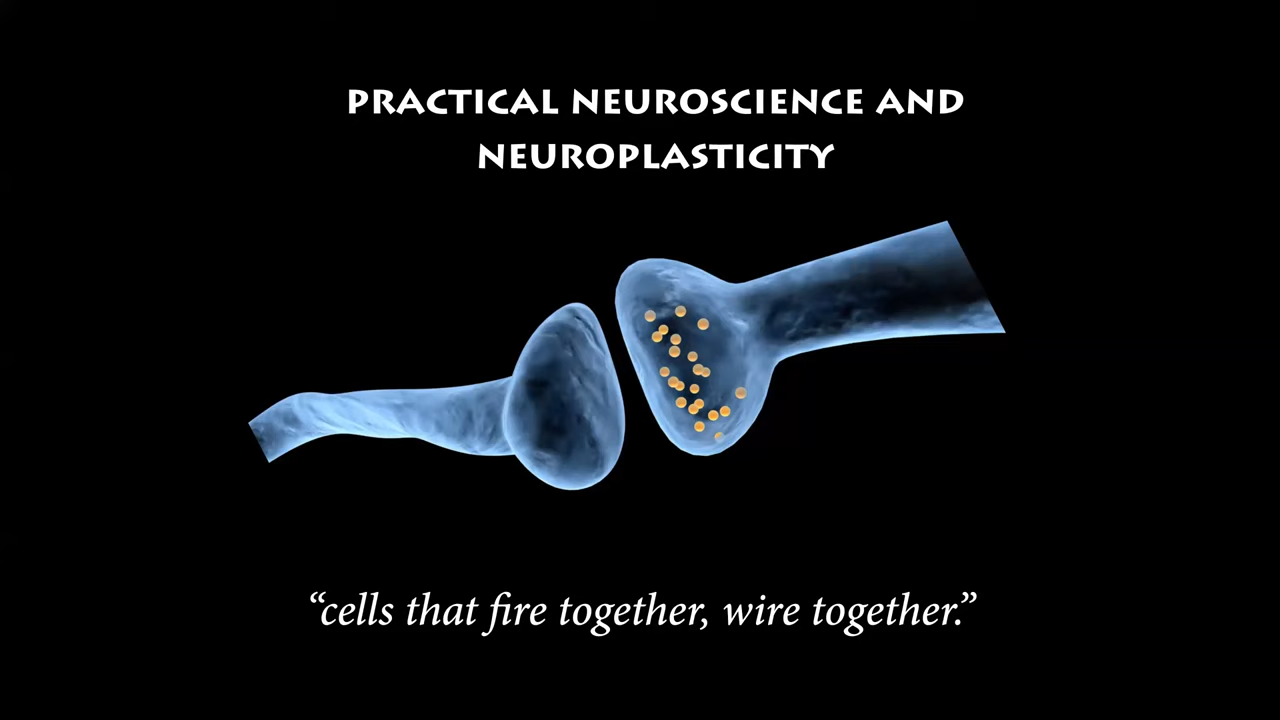 PRACTICAL NEUROSCIENCE AND
NEUROPLASTICITY
“cells that fire together, wire together.”